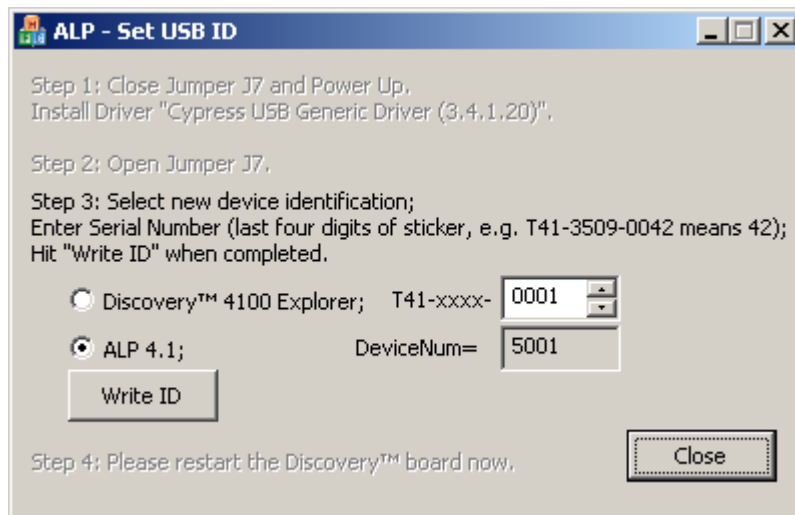 ALP - Set USB ID
Step 1: Close Jumper J7 and Power Up.
Install Driver "Cypress USB Generic Driver (3.4.1.20)".
Step 2: Open Jumper J7.
Step 3: Select new device identification;
Enter Serial Number (last four digits of sticker, e.g. T41-3509-0042 means 42);
Hit "Write ID" when completed.
Discovery™ 4100 Explorer; T41-xxxx- 0001
ALP 4.1; DeviceNum= 5001
Write ID
Step 4: Please restart the Discovery™ board now.
Close